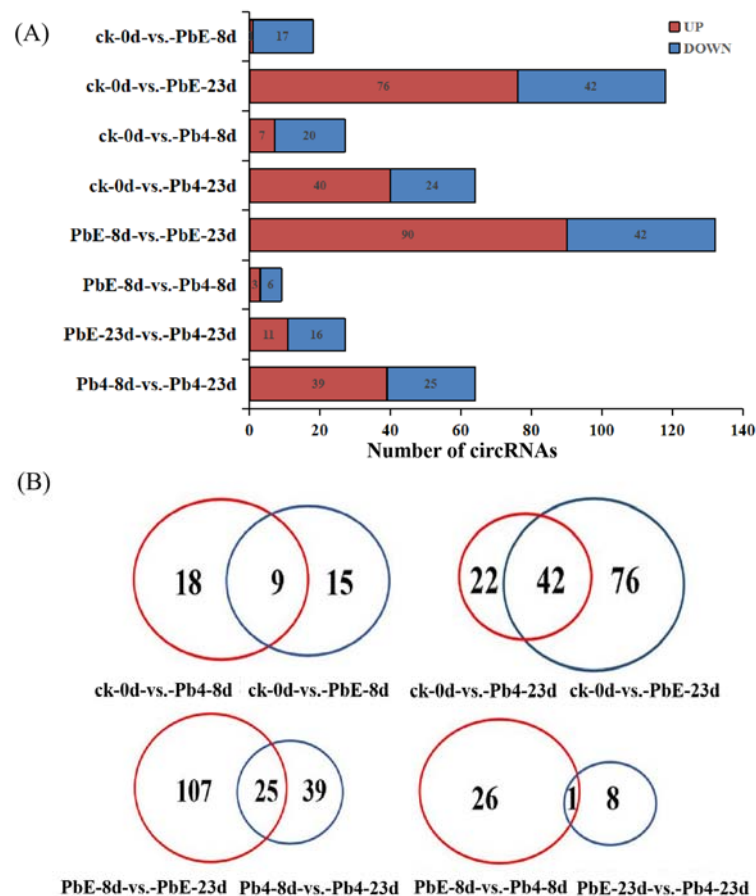 (A)
UP
DOWN
ck-0d-vs.-PbE-8d
17
ck-0d-vs.-PbE-23d
76 42
ck-0d-vs.-Pb4-8d
7 20
ck-0d-vs.-Pb4-23d
40 24
PbE-8d-vs.-PbE-23d
90 42
PbE-8d-vs.-Pb4-8d
3 6
PbE-23d-vs.-Pb4-23d
11 16
Pb4-8d-vs.-Pb4-23d
39 25
0 20 40 60 80 100 120 140
Number of circRNAs
(B)
18 9 15
ck-0d-vs.-Pb4-8d ck-0d-vs.-PbE-8d
22 42 76
ck-0d-vs.-Pb4-23d ck-0d-vs.-PbE-23d
107 25 39
PbE-8d-vs.-PbE-23d Pb4-8d-vs.-Pb4-23d
26 1 8
PbE-8d-vs.-Pb4-8d PbE-23d-vs.-Pb4-23d